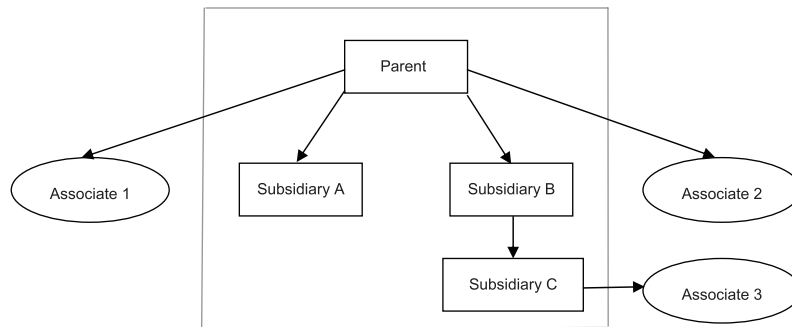 Parent
Associate 1
Subsidiary A
Subsidiary B
Associate 2
Subsidiary C
Associate 3